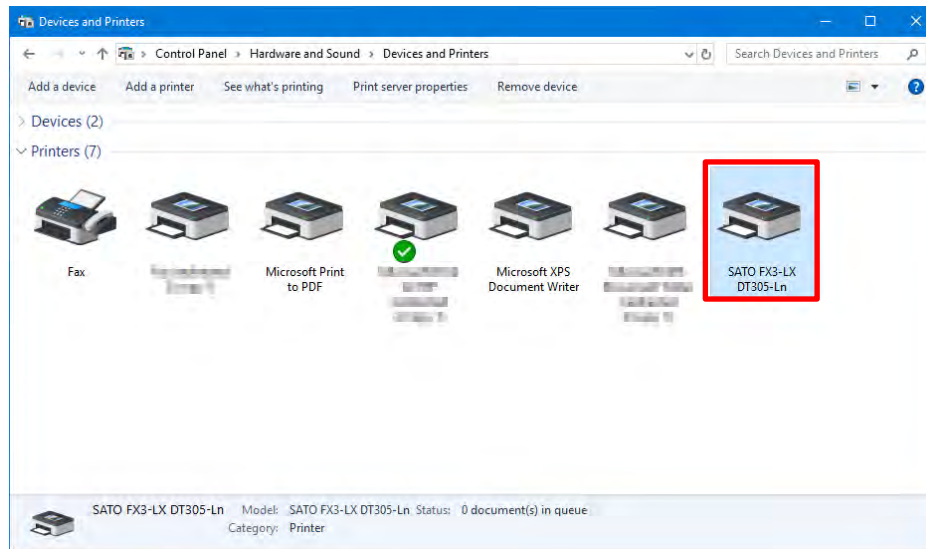 Devices and Printers
Control Panel > Hardware and Sound > Devices and Printers
Search Devices and Printers
Add a device Add a printer See what's printing Print server properties Remove device
Devices (2)
Printers (7)
Fax
Microsoft Print
to PDF
Microsoft XPS
Document Writer
SATO FX3-LX
DT305-Ln
SATO FX3-LX DT305-Ln Model: SATO FX3-LX DT305-Ln Status: 0 document(s) in queue
Category: Printer